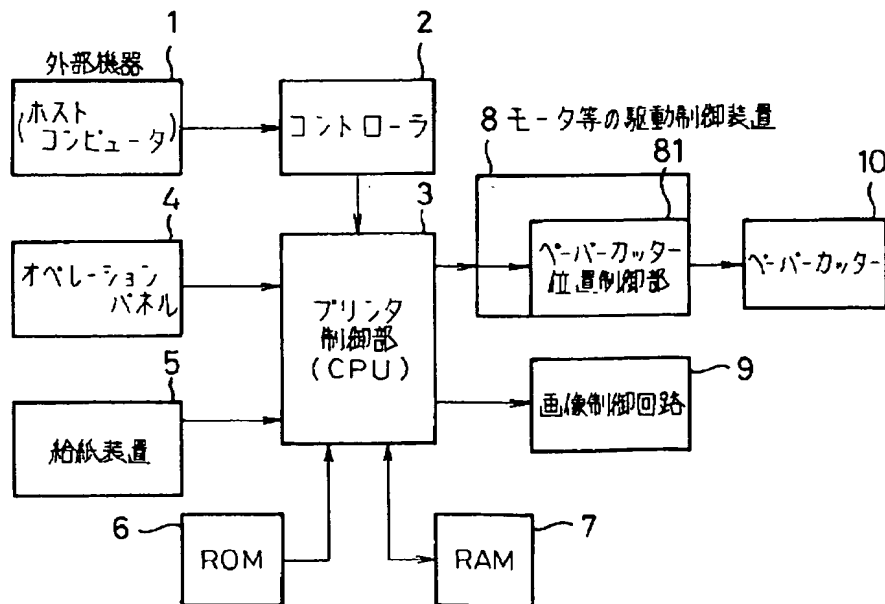 1
外部機器
(ホスト
コンピュータ)
2
コントローラ
8 モータ等の駆動制御装置
81
ペーパーカッター
位置制御部
10
ペーパーカッター
4
オペレーション
パネル
3
プリンタ
制御部
(CPU)
5
給紙装置
9
画像制御回路
6
ROM
7
RAM